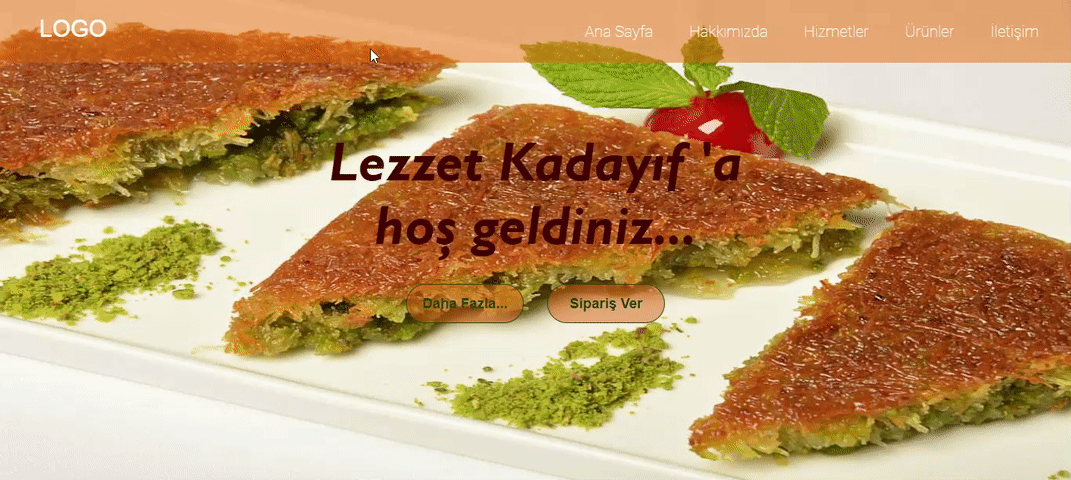 LOGO
Ana Sayfa
Hakkımızda
Hizmetler
Ürünler
İletişim
Lezzet Kadayıf 'a
hoş geldiniz...
Daha Fazla...
Sipariş Ver